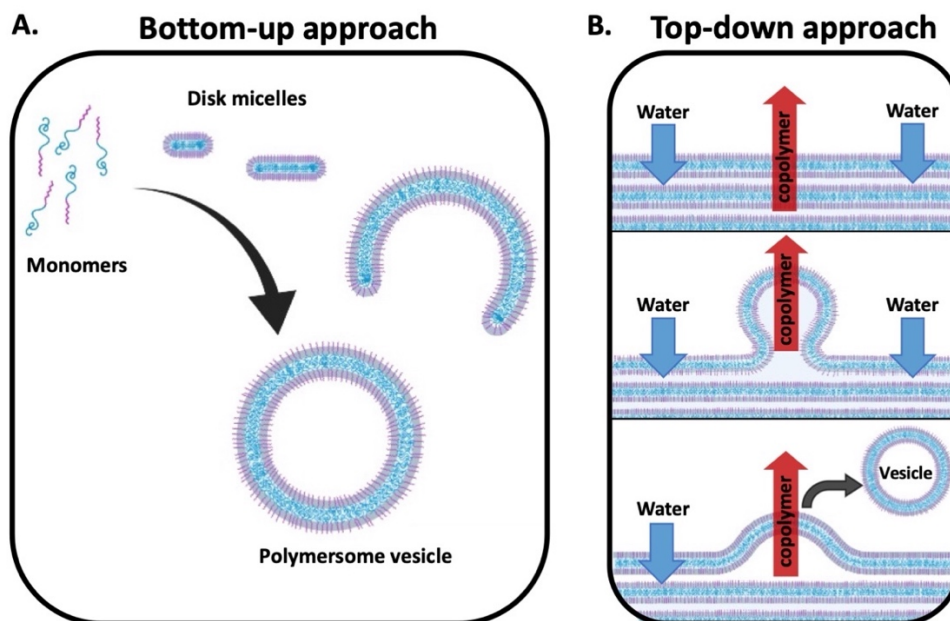 A.
Bottom-up approach
Disk micelles
Monomers
Polymersome vesicle
B.
Top-down approach
Water
copolymer
Water
Water
copolymer
Water
Water
copolymer
Vesicle